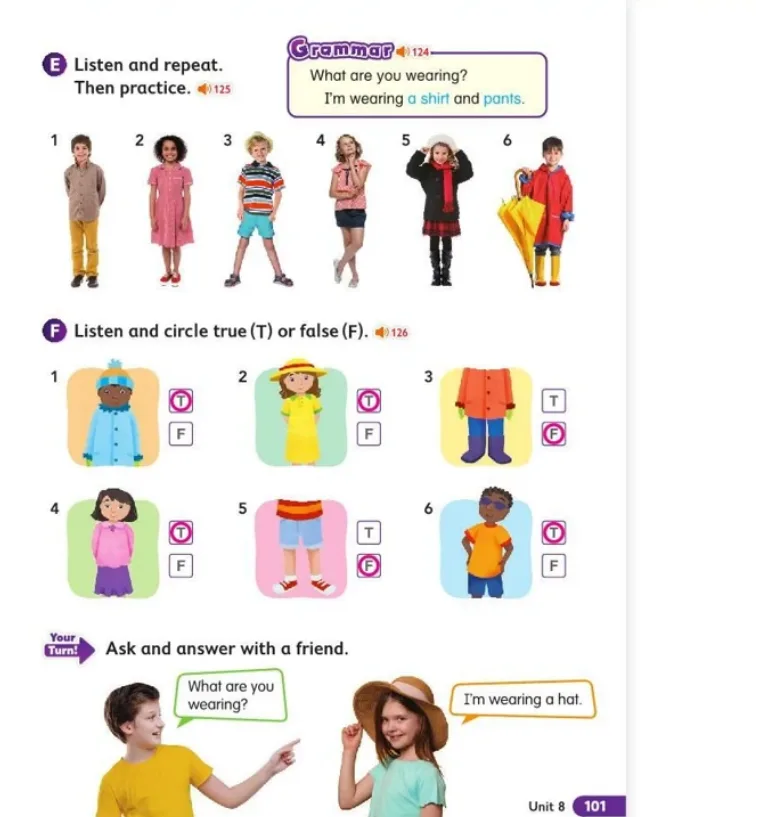 Grammar 124
E Listen and repeat.
Then practice. 125
What are you wearing?
I'm wearing a shirt and pants.
1 2 3 4 5 6
F Listen and circle true (T) or false (F). 126
1 T 2 T 3 T
F F F
4 T 5 T 6 T
F F F
Your
Turn!
Ask and answer with a friend.
What are you
wearing?
I'm wearing a hat.
Unit 8 101